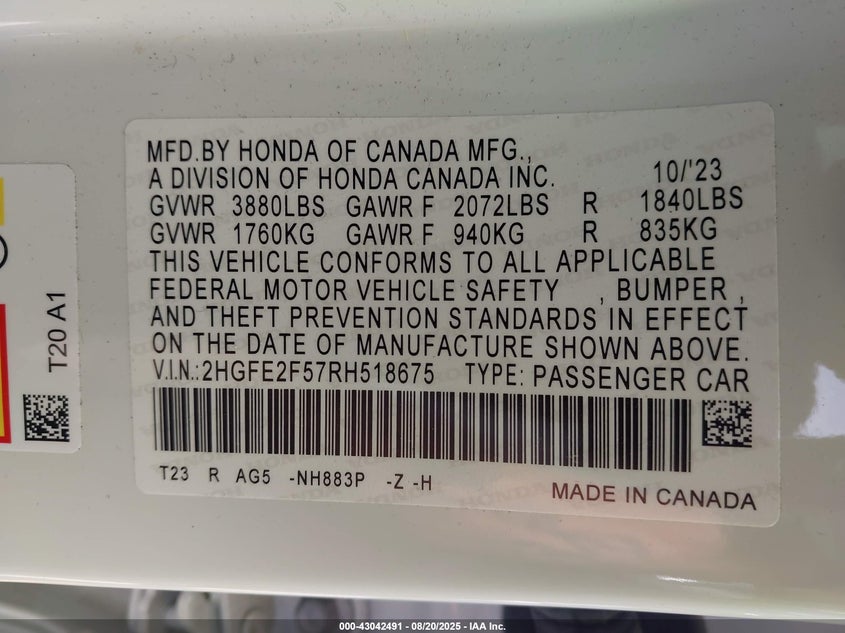 MFD.BY HONDA OF CANADA MFG.,
A DIVISION OF HONDA CANADA INC. 10/'23
GVWR 3880LBS GAWR F 2072LBS R 1840LBS
GVWR 1760KG GAWR F 940KG R 835KG
THIS VEHICLE CONFORMS TO ALL APPLICABLE
FEDERAL MOTOR VEHICLE SAFETY , BUMPER ,
AND THEFT PREVENTION STANDARDS IN EFFECT
ON THE DATE OF MANUFACTURE SHOWN ABOVE.
V.I.N.:2HGFE2F57RH518675 TYPE: PASSENGER CAR
T23 R AG5 -NH883P -Z -H
MADE IN CANADA
T20 A1
000-43042491 - 08/20/2025 - IAA Inc.